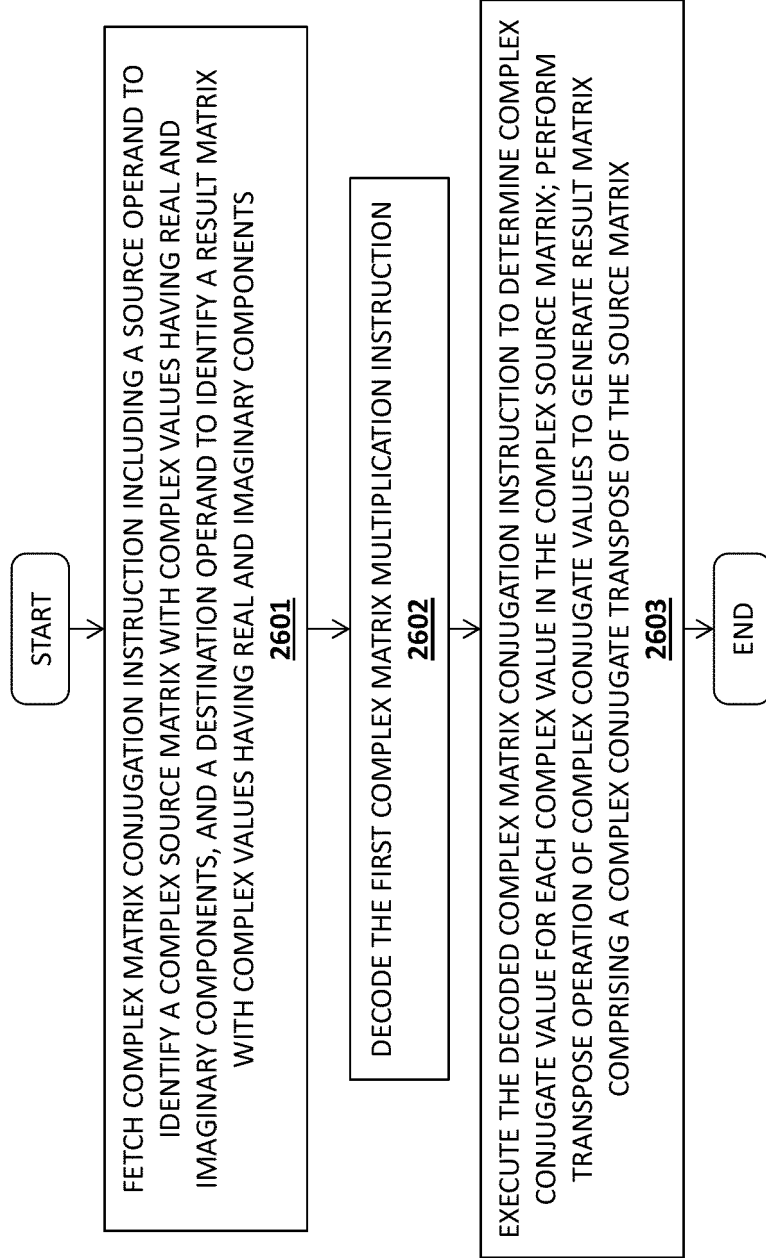 START
FETCH COMPLEX MATRIX CONJUGATION INSTRUCTION INCLUDING A SOURCE OPERAND TO
IDENTIFY A COMPLEX SOURCE MATRIX WITH COMPLEX VALUES HAVING REAL AND
IMAGINARY COMPONENTS, AND A DESTINATION OPERAND TO IDENTIFY A RESULT MATRIX
WITH COMPLEX VALUES HAVING REAL AND IMAGINARY COMPONENTS
2601
DECODE THE FIRST COMPLEX MATRIX MULTIPLICATION INSTRUCTION
2602
EXECUTE THE DECODED COMPLEX MATRIX CONJUGATION INSTRUCTION TO DETERMINE COMPLEX
CONJUGATE VALUE FOR EACH COMPLEX VALUE IN THE COMPLEX SOURCE MATRIX; PERFORM
TRANSPOSE OPERATION OF COMPLEX CONJUGATE VALUES TO GENERATE RESULT MATRIX
COMPRISING A COMPLEX CONJUGATE TRANSPOSE OF THE SOURCE MATRIX
2603
END